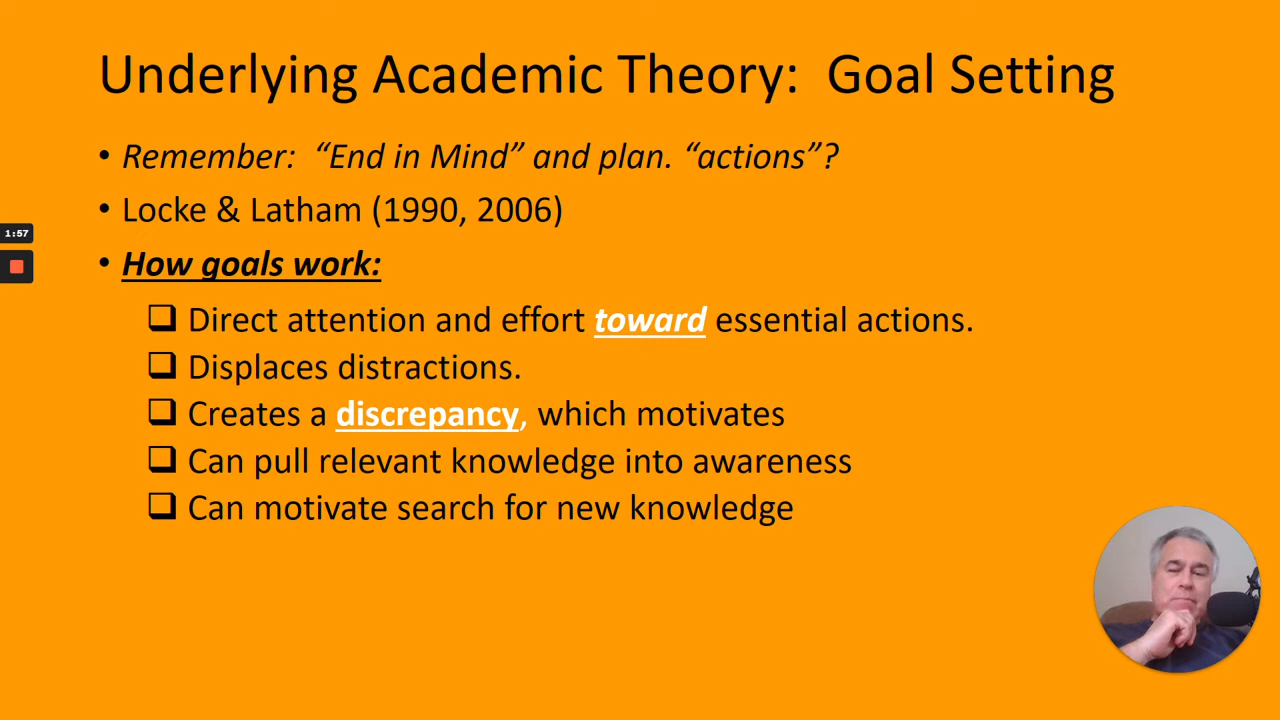 Underlying Academic Theory:  Goal Setting
• Remember:  “End in Mind” and plan. “actions”?
• Locke & Latham (1990, 2006)
1:57
• How goals work:
❑ Direct attention and effort toward essential actions.
❑ Displaces distractions.
❑ Creates a discrepancy, which motivates
❑ Can pull relevant knowledge into awareness
❑ Can motivate search for new knowledge